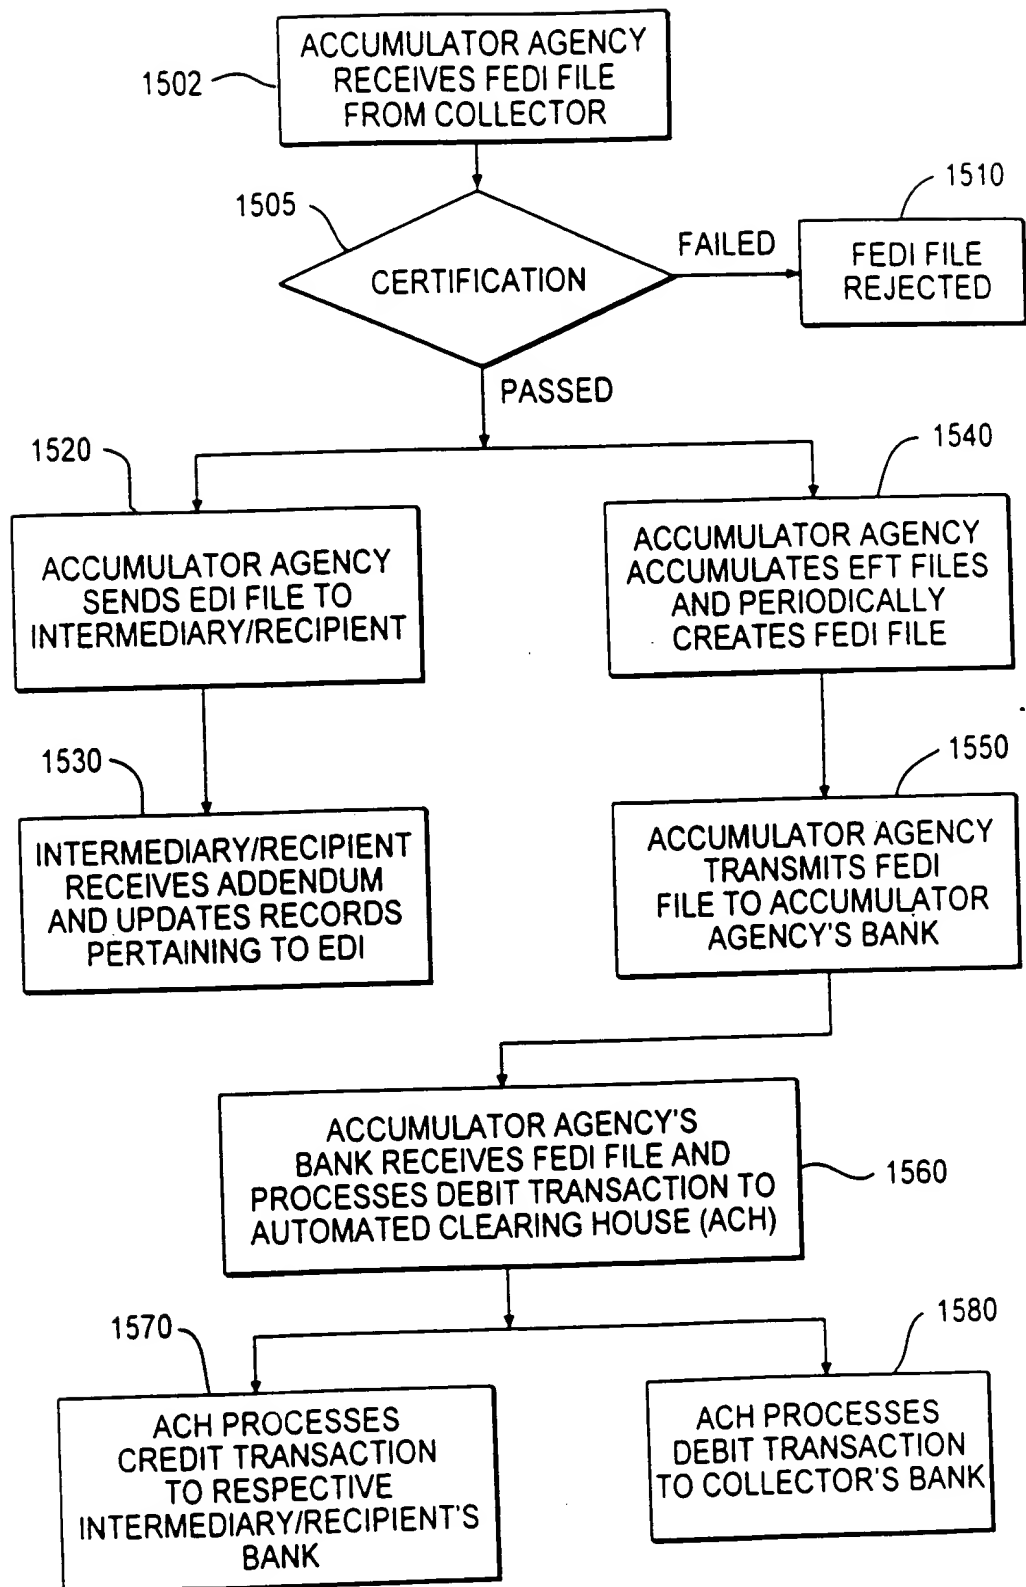 ACCUMULATOR AGENCY
RECEIVES FEDI FILE
FROM COLLECTOR
1502
1505
CERTIFICATION
FAILED
1510
FEDI FILE
REJECTED
PASSED
1520
ACCUMULATOR AGENCY
SENDS EDI FILE TO
INTERMEDIARY/RECIPIENT
1540
ACCUMULATOR AGENCY
ACCUMULATES EFT FILES
AND PERIODICALLY
CREATES FEDI FILE
1530
INTERMEDIARY/RECIPIENT
RECEIVES ADDENDUM
AND UPDATES RECORDS
PERTAINING TO EDI
1550
ACCUMULATOR AGENCY
TRANSMITS FEDI
FILE TO ACCUMULATOR
AGENCY'S BANK
ACCUMULATOR AGENCY'S
BANK RECEIVES FEDI FILE AND
PROCESSES DEBIT TRANSACTION TO
AUTOMATED CLEARING HOUSE (ACH)
1560
1570
ACH PROCESSES
CREDIT TRANSACTION
TO RESPECTIVE
INTERMEDIARY/RECIPIENT'S
BANK
1580
ACH PROCESSES
DEBIT TRANSACTION
TO COLLECTOR'S BANK